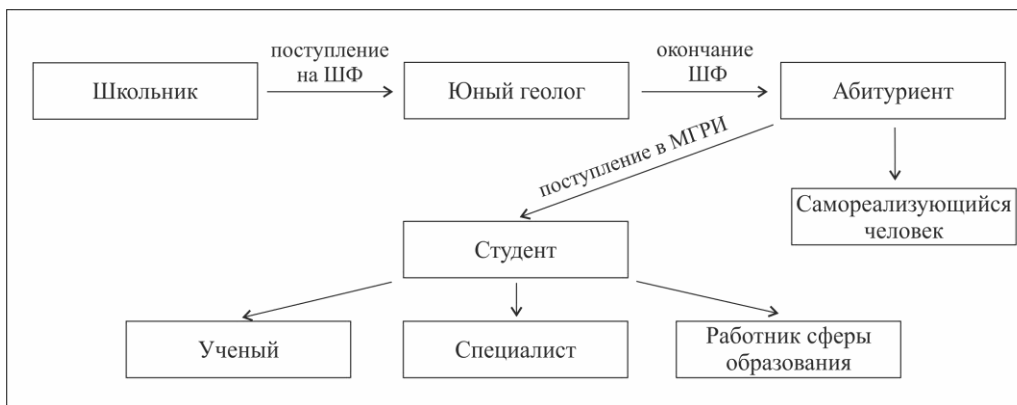 поступление
на ШФ
окончание
ШФ
Школьник
Юный геолог
Абитуриент
поступление в МГРИ
Самореализующийся
человек
Студент
Ученый
Специалист
Работник сферы
образования